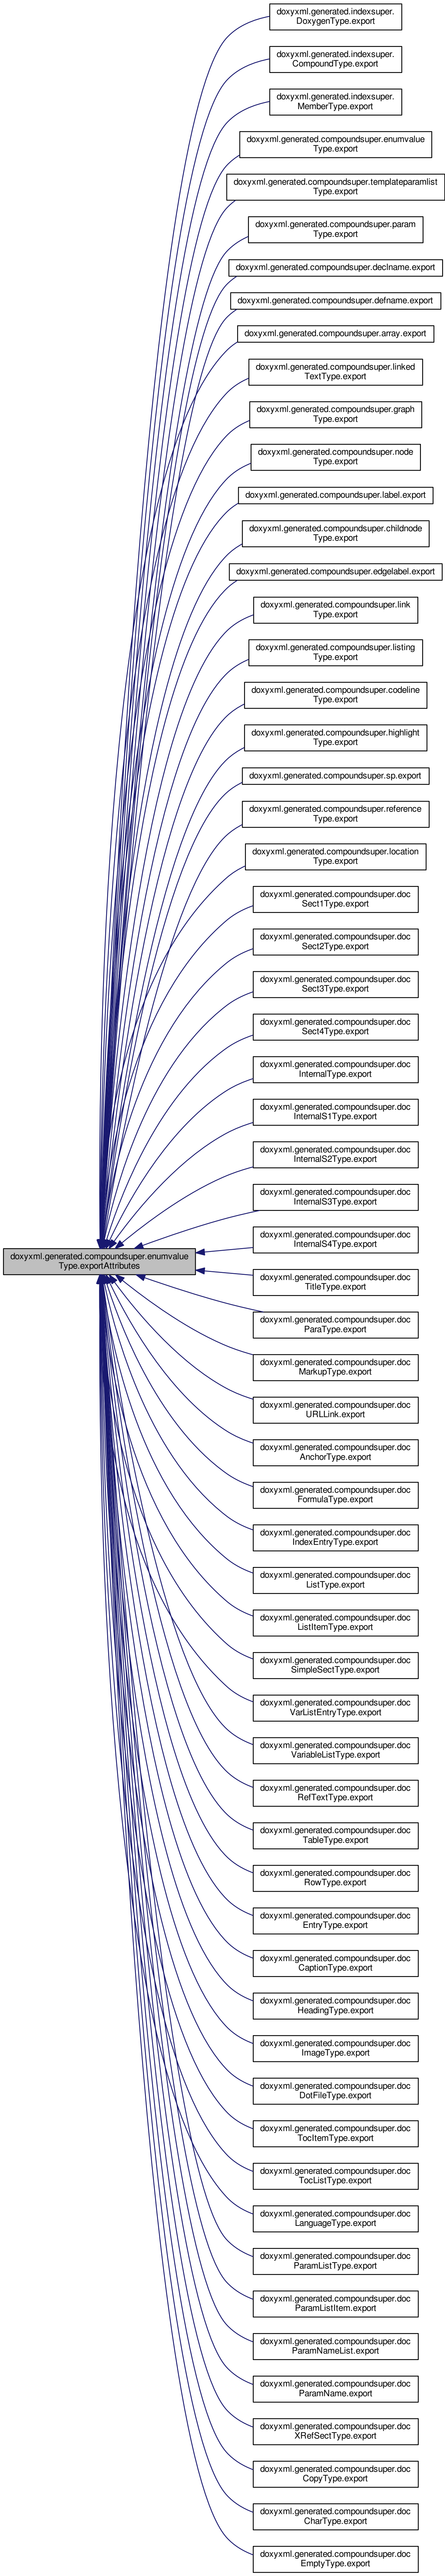 doxyxml.generated.indexsuper.
DoxygenType.export
doxyxml.generated.indexsuper.
CompoundType.export
doxyxml.generated.indexsuper.
MemberType.export
doxyxml.generated.compoundsuper.enumvalue
Type.export
doxyxml.generated.compoundsuper.templateparamlist
Type.export
doxyxml.generated.compoundsuper.param
Type.export
doxyxml.generated.compoundsuper.declname.export
doxyxml.generated.compoundsuper.defname.export
doxyxml.generated.compoundsuper.array.export
doxyxml.generated.compoundsuper.linked
TextType.export
doxyxml.generated.compoundsuper.graph
Type.export
doxyxml.generated.compoundsuper.node
Type.export
doxyxml.generated.compoundsuper.label.export
doxyxml.generated.compoundsuper.childnode
Type.export
doxyxml.generated.compoundsuper.edgelabel.export
doxyxml.generated.compoundsuper.link
Type.export
doxyxml.generated.compoundsuper.listing
Type.export
doxyxml.generated.compoundsuper.codeline
Type.export
doxyxml.generated.compoundsuper.highlight
Type.export
doxyxml.generated.compoundsuper.sp.export
doxyxml.generated.compoundsuper.reference
Type.export
doxyxml.generated.compoundsuper.location
Type.export
doxyxml.generated.compoundsuper.doc
Sect1Type.export
doxyxml.generated.compoundsuper.doc
Sect2Type.export
doxyxml.generated.compoundsuper.doc
Sect3Type.export
doxyxml.generated.compoundsuper.doc
Sect4Type.export
doxyxml.generated.compoundsuper.doc
InternalType.export
doxyxml.generated.compoundsuper.doc
InternalS1Type.export
doxyxml.generated.compoundsuper.doc
InternalS2Type.export
doxyxml.generated.compoundsuper.doc
InternalS3Type.export
doxyxml.generated.compoundsuper.doc
InternalS4Type.export
doxyxml.generated.compoundsuper.enumvalue
Type.exportAttributes
doxyxml.generated.compoundsuper.doc
TitleType.export
doxyxml.generated.compoundsuper.doc
ParaType.export
doxyxml.generated.compoundsuper.doc
MarkupType.export
doxyxml.generated.compoundsuper.doc
URLLink.export
doxyxml.generated.compoundsuper.doc
AnchorType.export
doxyxml.generated.compoundsuper.doc
FormulaType.export
doxyxml.generated.compoundsuper.doc
IndexEntryType.export
doxyxml.generated.compoundsuper.doc
ListType.export
doxyxml.generated.compoundsuper.doc
ListItemType.export
doxyxml.generated.compoundsuper.doc
SimpleSectType.export
doxyxml.generated.compoundsuper.doc
VarListEntryType.export
doxyxml.generated.compoundsuper.doc
VariableListType.export
doxyxml.generated.compoundsuper.doc
RefTextType.export
doxyxml.generated.compoundsuper.doc
TableType.export
doxyxml.generated.compoundsuper.doc
RowType.export
doxyxml.generated.compoundsuper.doc
EntryType.export
doxyxml.generated.compoundsuper.doc
CaptionType.export
doxyxml.generated.compoundsuper.doc
HeadingType.export
doxyxml.generated.compoundsuper.doc
ImageType.export
doxyxml.generated.compoundsuper.doc
DotFileType.export
doxyxml.generated.compoundsuper.doc
TocItemType.export
doxyxml.generated.compoundsuper.doc
TocListType.export
doxyxml.generated.compoundsuper.doc
LanguageType.export
doxyxml.generated.compoundsuper.doc
ParamListType.export
doxyxml.generated.compoundsuper.doc
ParamListItem.export
doxyxml.generated.compoundsuper.doc
ParamNameList.export
doxyxml.generated.compoundsuper.doc
ParamName.export
doxyxml.generated.compoundsuper.doc
XRefSectType.export
doxyxml.generated.compoundsuper.doc
CopyType.export
doxyxml.generated.compoundsuper.doc
CharType.export
doxyxml.generated.compoundsuper.doc
EmptyType.export